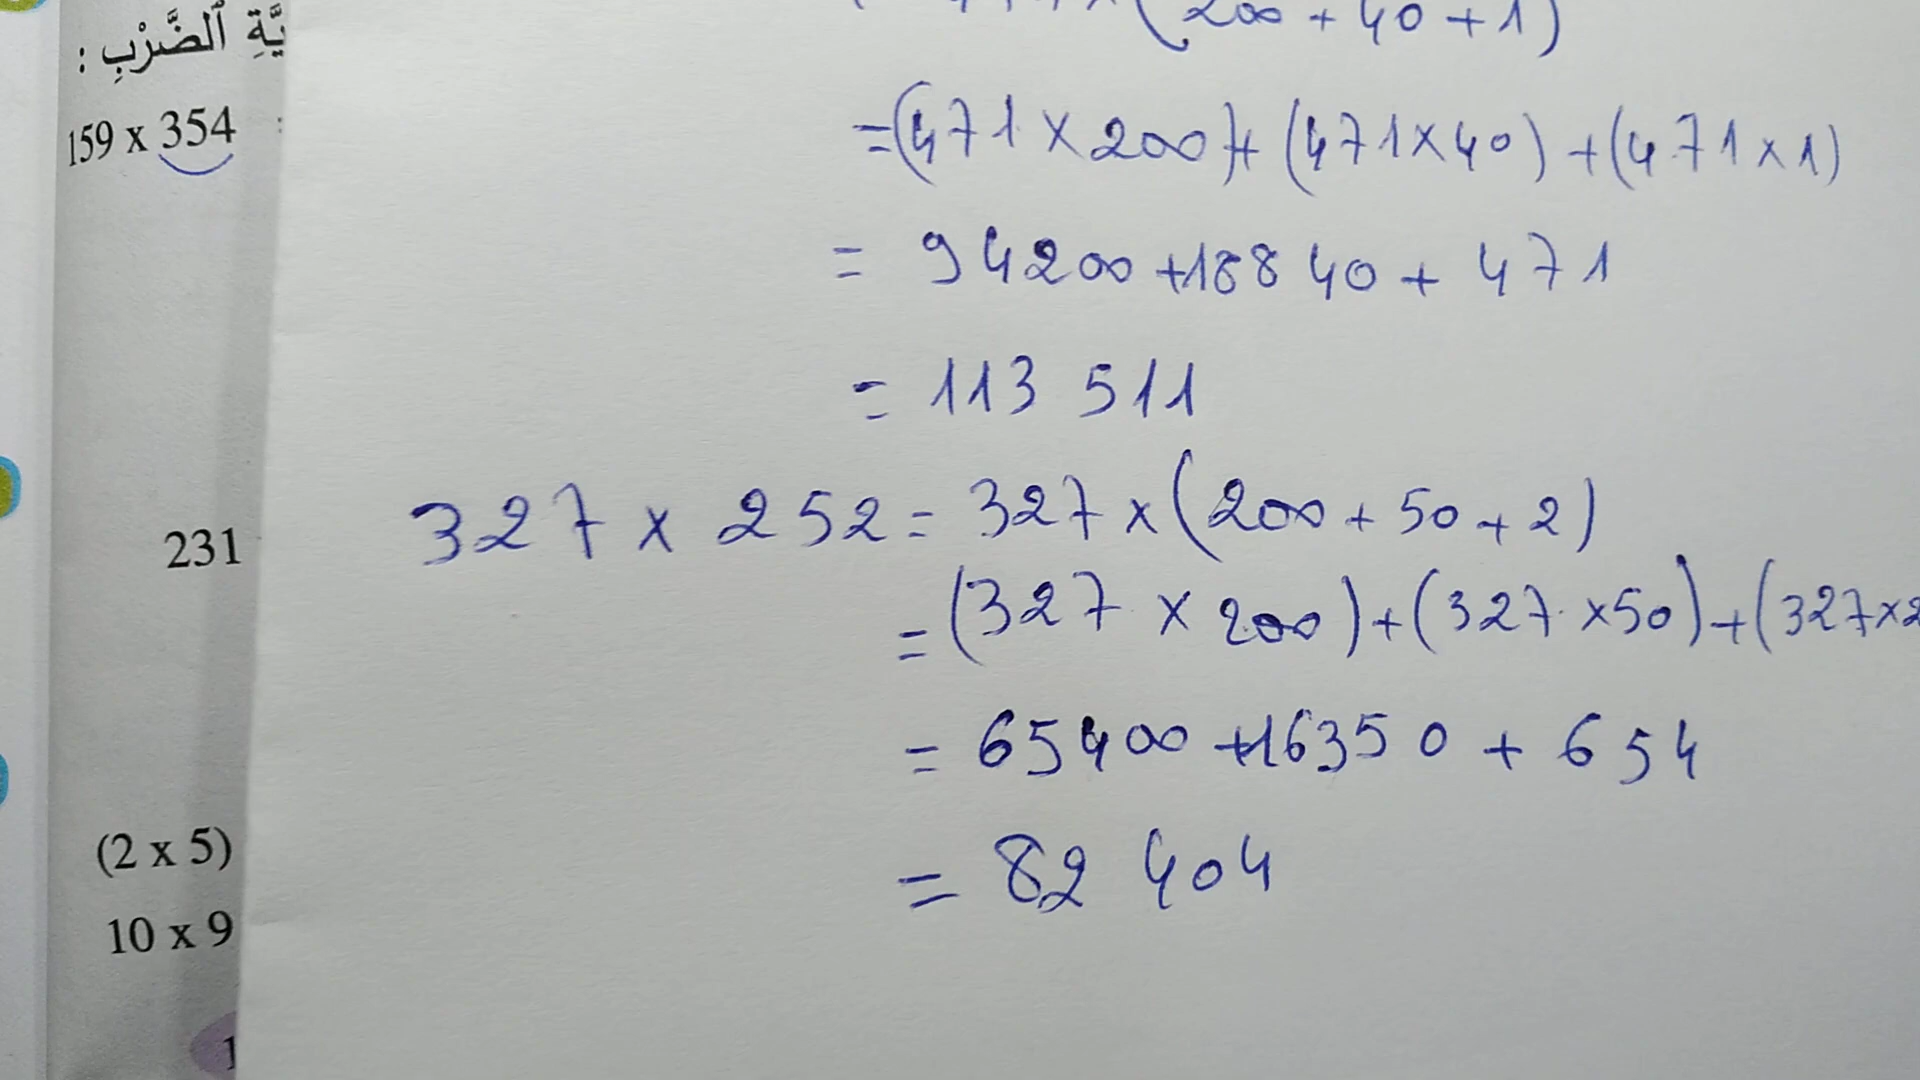 يَّةِ ٱلضَّرْبِ :
159 x 354 :
231
(2 x 5)
10 x 9
1
× (200 + 40 + 1)
= (471 × 200) + (471 × 40) + (471 × 1)
= 94200 + 18840 + 471
= 113 511
327 × 252 = 327 × (200 + 50 + 2)
= (327 × 200) + (327 × 50) + (327 × 2
= 65400 + 16350 + 654
= 82 404